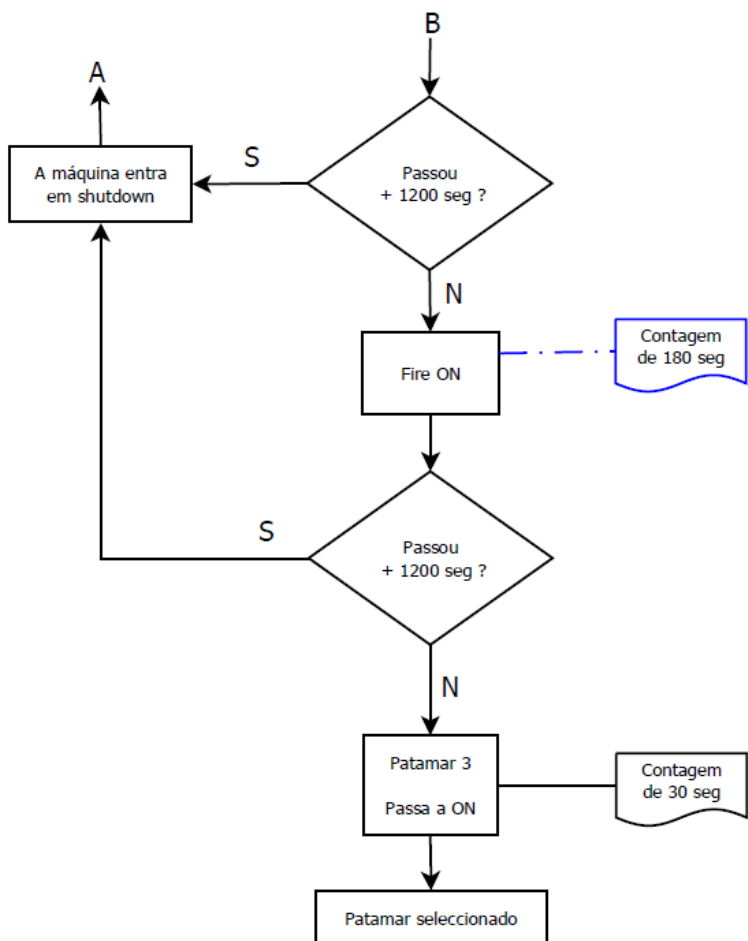 B
A
S
A máquina entra
em shutdown
Passou
+ 1200 seg ?
N
Fire ON
Contagem
de 180 seg
S
Passou
+ 1200 seg ?
N
Patamar 3
Passa a ON
Contagem
de 30 seg
Patamar seleccionado